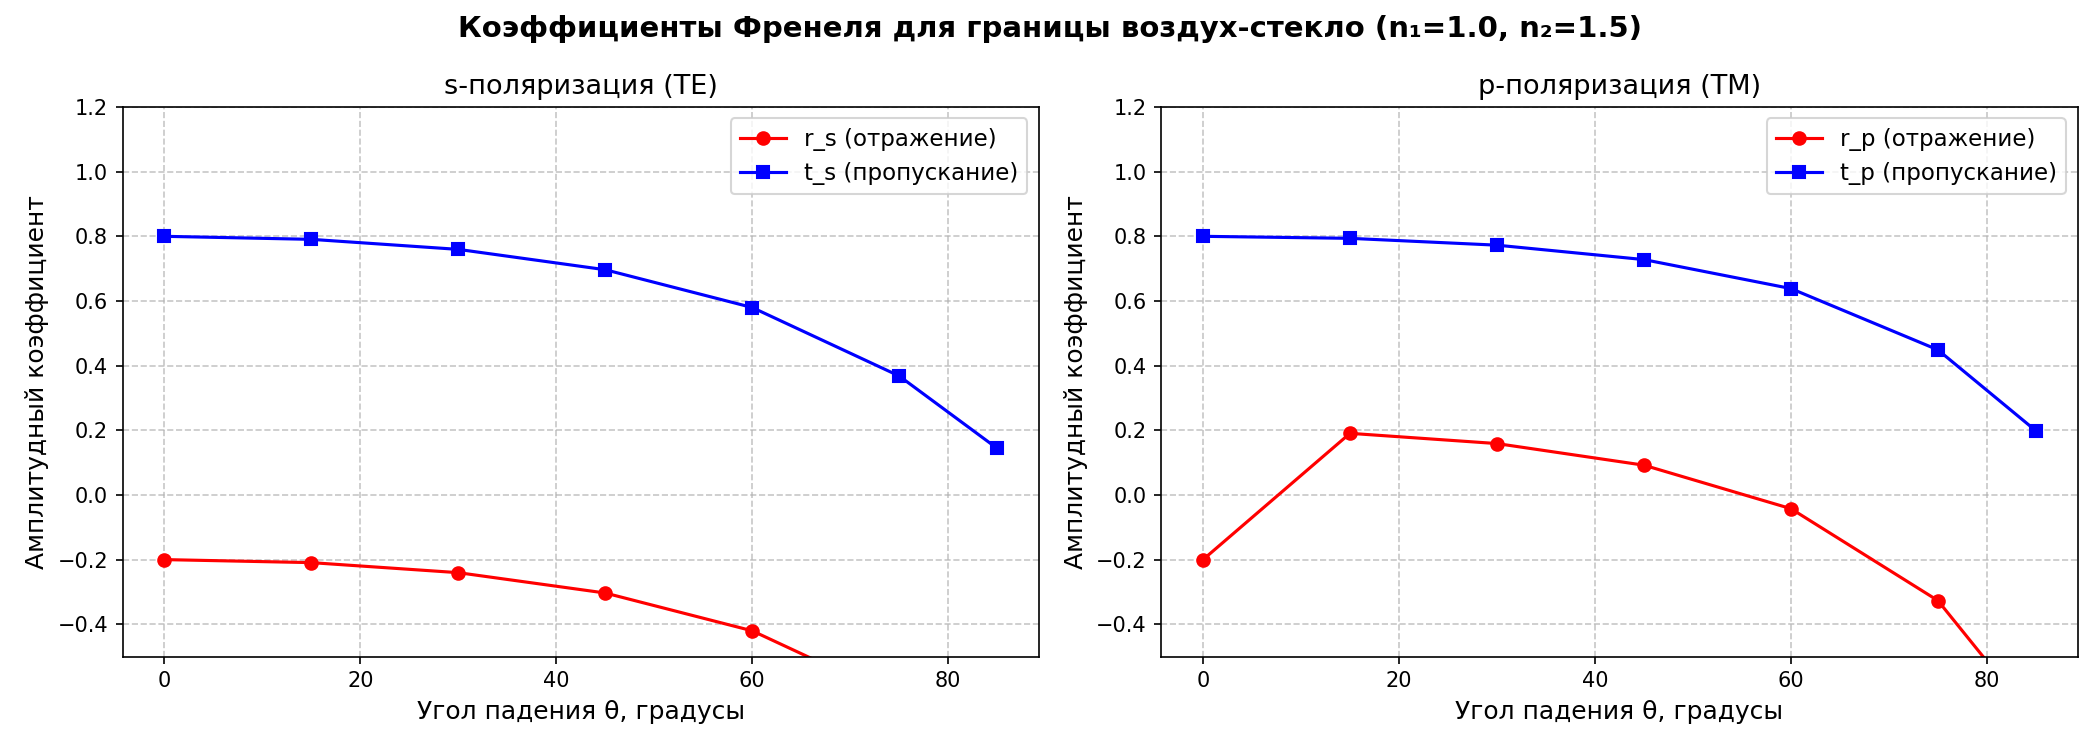 Коэффициенты Френеля для границы воздух-стекло (n₁=1.0, n₂=1.5)
s-поляризация (TE)
Амплитудный коэффициент
1.2
1.0
0.8
0.6
0.4
0.2
0.0
−0.2
−0.4
r_s (отражение)
t_s (пропускание)
0 20 40 60 80
Угол падения θ, градусы
p-поляризация (TM)
Амплитудный коэффициент
1.2
1.0
0.8
0.6
0.4
0.2
0.0
−0.2
−0.4
r_p (отражение)
t_p (пропускание)
0 20 40 60 80
Угол падения θ, градусы